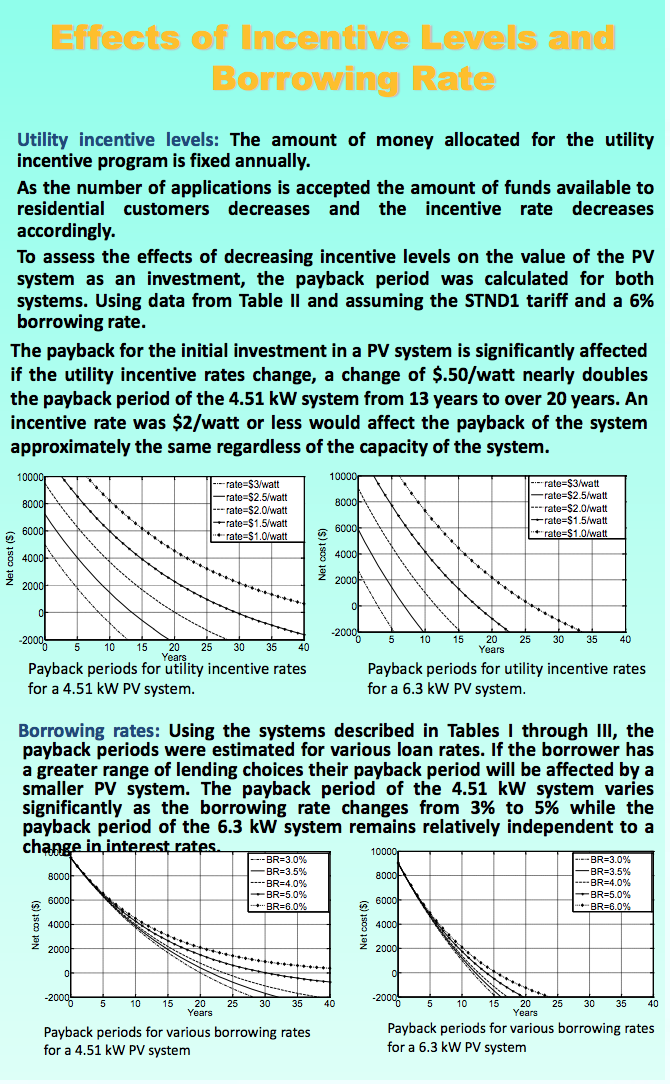 Effects of Incentive Levels and
Borrowing Rate
Utility incentive levels: The amount of money allocated for the utility
incentive program is fixed annually.
As the number of applications is accepted the amount of funds available to
residential customers decreases and the incentive rate decreases
accordingly.
To assess the effects of decreasing incentive levels on the value of the PV
system as an investment, the payback period was calculated for both
systems. Using data from Table II and assuming the STND1 tariff and a 6%
borrowing rate.
The payback for the initial investment in a PV system is significantly affected
if the utility incentive rates change, a change of $.50/watt nearly doubles
the payback period of the 4.51 kW system from 13 years to over 20 years. An
incentive rate was $2/watt or less would affect the payback of the system
approximately the same regardless of the capacity of the system.
10000
8000
6000
4000
2000
0
-2000
Net cost ($)
0 5 10 15 20 25 30 35 40
Years
rate=$3/watt
rate=$2.5/watt
rate=$2.0/watt
rate=$1.5/watt
rate=$1.0/watt
Payback periods for utility incentive rates
for a 4.51 kW PV system.
10000
8000
6000
4000
2000
0
-2000
Net cost ($)
0 5 10 15 20 25 30 35 40
Years
rate=$3/watt
rate=$2.5/watt
rate=$2.0/watt
rate=$1.5/watt
rate=$1.0/watt
Payback periods for utility incentive rates
for a 6.3 kW PV system.
Borrowing rates: Using the systems described in Tables I through III, the
payback periods were estimated for various loan rates. If the borrower has
a greater range of lending choices their payback period will be affected by a
smaller PV system. The payback period of the 4.51 kW system varies
significantly as the borrowing rate changes from 3% to 5% while the
payback period of the 6.3 kW system remains relatively independent to a
change in interest rates.
10000
8000
6000
4000
2000
0
-2000
Net cost ($)
0 5 10 15 20 25 30 35 40
Years
BR=3.0%
BR=3.5%
BR=4.0%
BR=5.0%
BR=6.0%
Payback periods for various borrowing rates
for a 4.51 kW PV system
10000
8000
6000
4000
2000
0
-2000
Net cost ($)
0 5 10 15 20 25 30 35 40
Years
BR=3.0%
BR=3.5%
BR=4.0%
BR=5.0%
BR=6.0%
Payback periods for various borrowing rates
for a 6.3 kW PV system